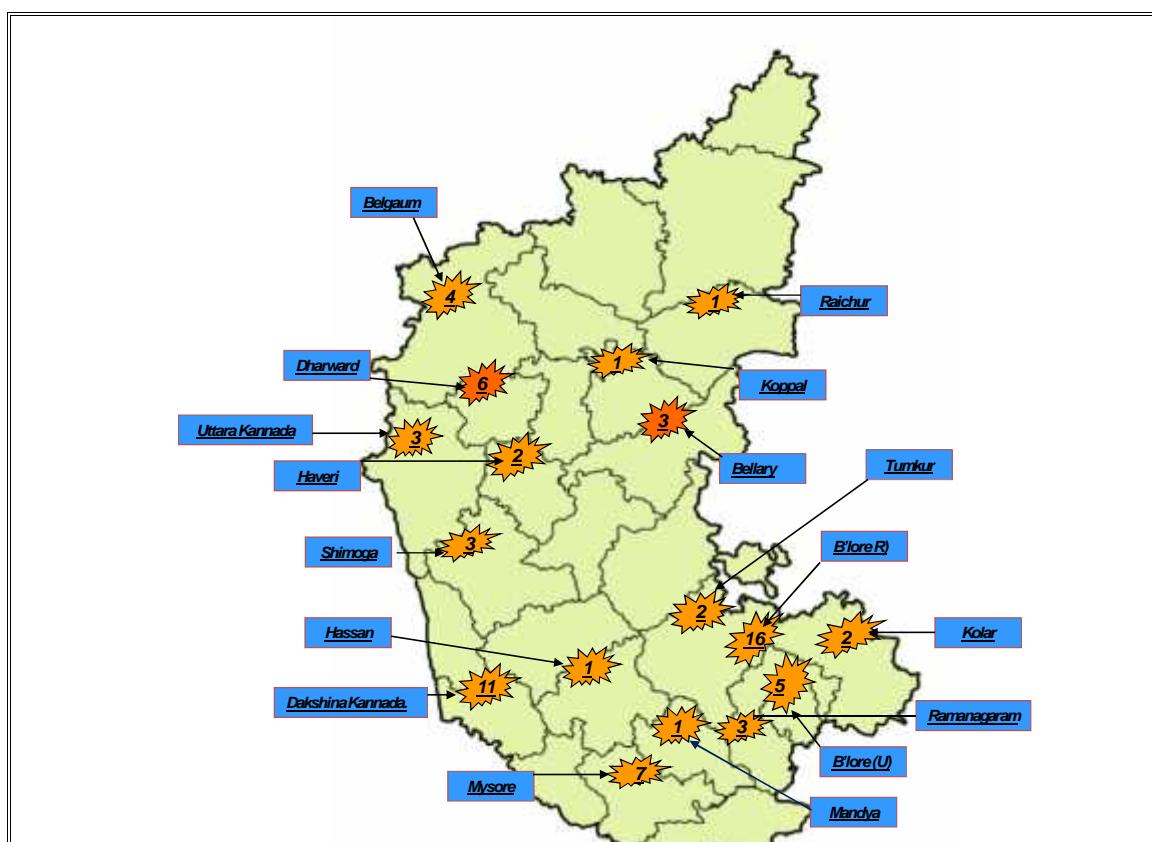 Belgaum
4
1
Raichur
Dharward
6
1
Koppal
Uttara Kannada
3
3
Haveri
2
Bellary
Tumkur
Shimoga
3
B'lore R)
2
16
2
Kolar
Hassan
1
Dakshina Kannada.
11
5
Ramanagaram
1
3
B'lore (U)
Mysore
7
Mandya